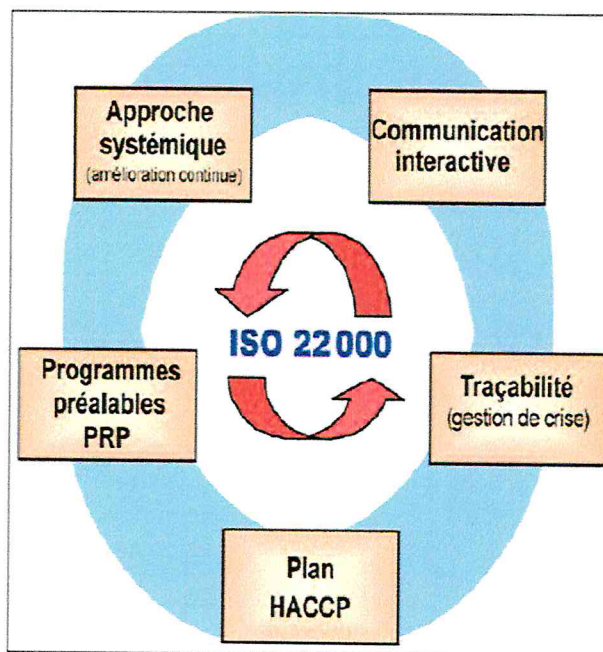 Approche
systémique
(amélioration continue)
Communication
interactive
ISO 22000
Programmes
préalables
PRP
Traçabilité
(gestion de crise)
Plan
HACCP